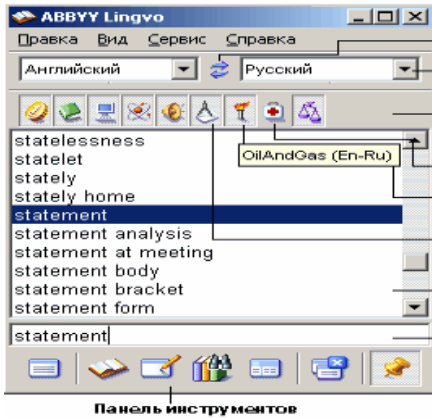 ABBYY Lingvo
Правка Вид Сервис Справка
Английский Русский
statelessness
statelet
OilAndGas (En-Ru)
stately
stately home
statement
statement analysis
statement at meeting
statement body
statement bracket
statement form
statement
Панель инструментов